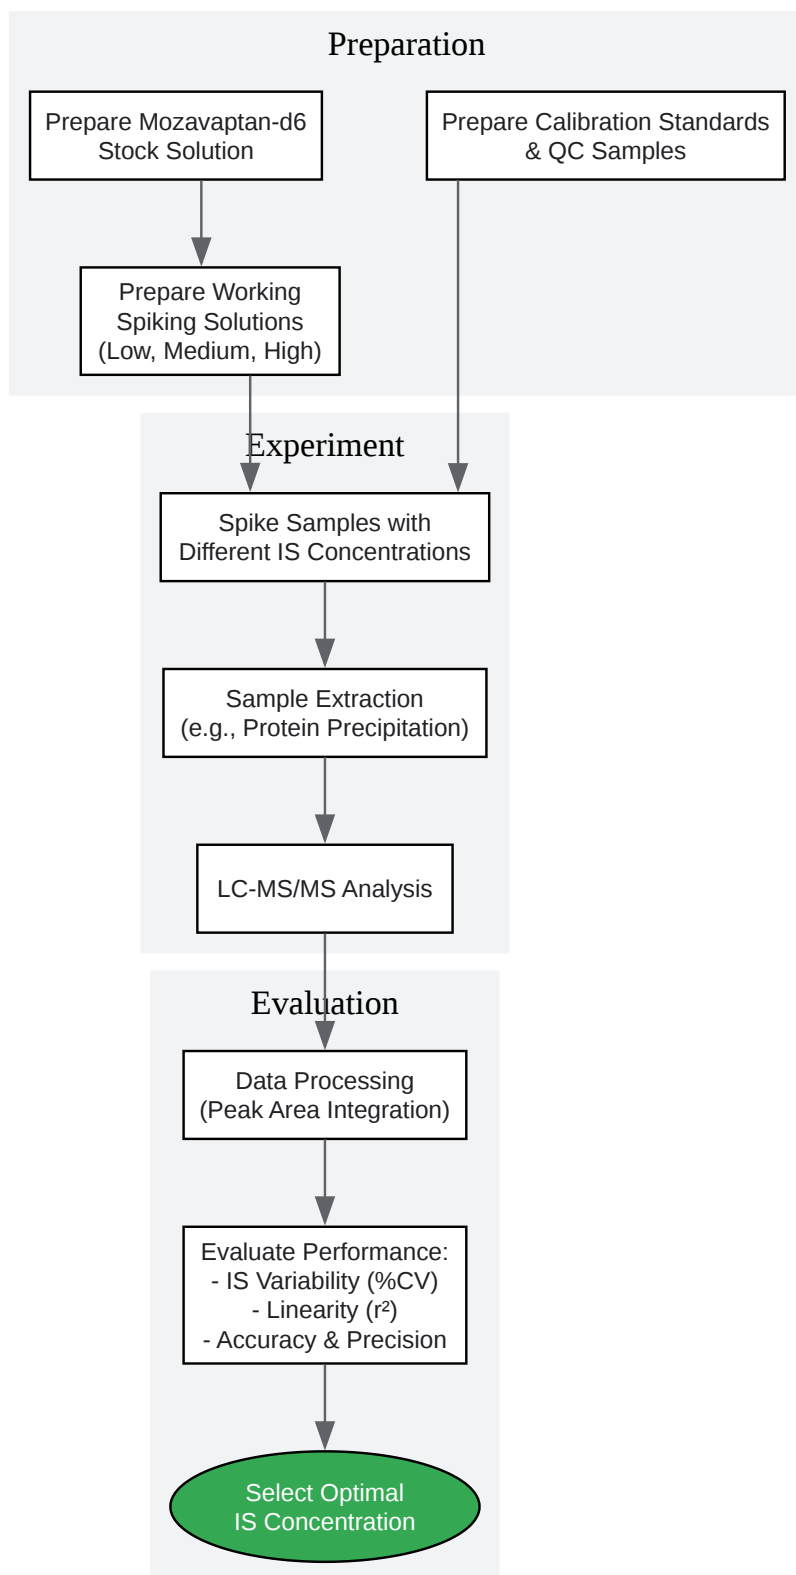 Preparation
Prepare Mozavaptan-d6
Stock Solution
Prepare Calibration Standards
& QC Samples
Prepare Working
Spiking Solutions
(Low, Medium, High)
Experiment
Spike Samples with
Different IS Concentrations
Sample Extraction
(e.g., Protein Precipitation)
LC-MS/MS Analysis
Evaluation
Data Processing
(Peak Area Integration)
Evaluate Performance:
- IS Variability (%CV)
- Linearity (r²)
- Accuracy & Precision
Select Optimal
IS Concentration